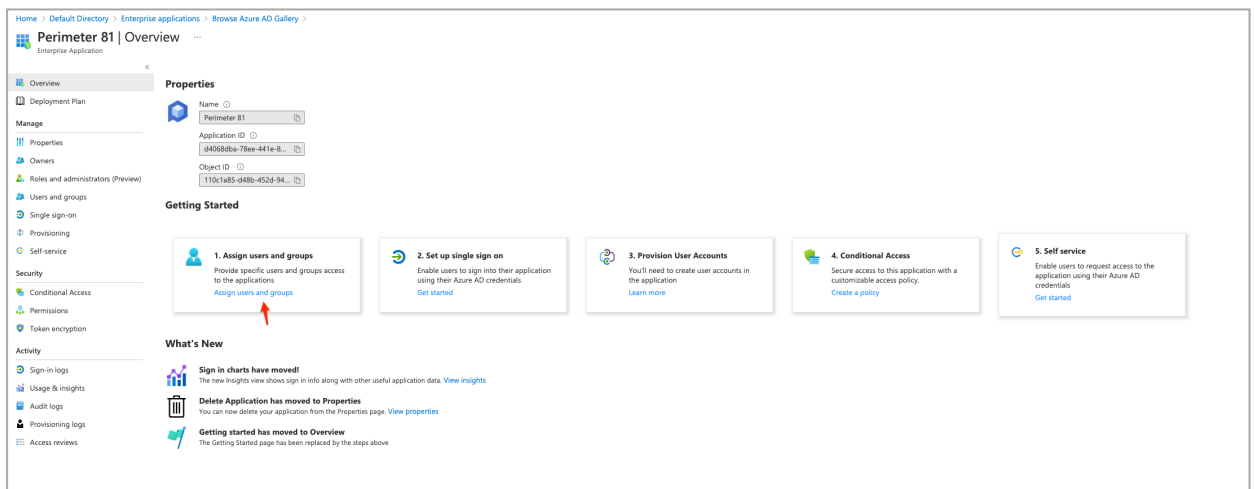 Home > Default Directory > Enterprise applications > Browse Azure AD Gallery >
Perimeter 81 | Overview ...
Enterprise Application
«
Overview
Deployment Plan
Manage
Properties
Owners
Roles and administrators (Preview)
Users and groups
Single sign-on
Provisioning
Self-service
Security
Conditional Access
Permissions
Token encryption
Activity
Sign-in logs
Usage & insights
Audit logs
Provisioning logs
Access reviews
Properties
Name
Perimeter 81
Application ID
d4068dba-78ee-441e-8...
Object ID
110c1a85-d48b-452d-94...
Getting Started
1. Assign users and groups
Provide specific users and groups access
to the applications
Assign users and groups
2. Set up single sign on
Enable users to sign into their application
using their Azure AD credentials
Get started
3. Provision User Accounts
You'll need to create user accounts in
the application
Learn more
4. Conditional Access
Secure access to this application with a
customizable access policy.
Create a policy
5. Self service
Enable users to request access to the
application using their Azure AD
credentials
Get started
What's New
Sign in charts have moved!
The new Insights view shows sign in info along with other useful application data. View insights
Delete Application has moved to Properties
You can now delete your application from the Properties page. View properties
Getting started has moved to Overview
The Getting Started page has been replaced by the steps above